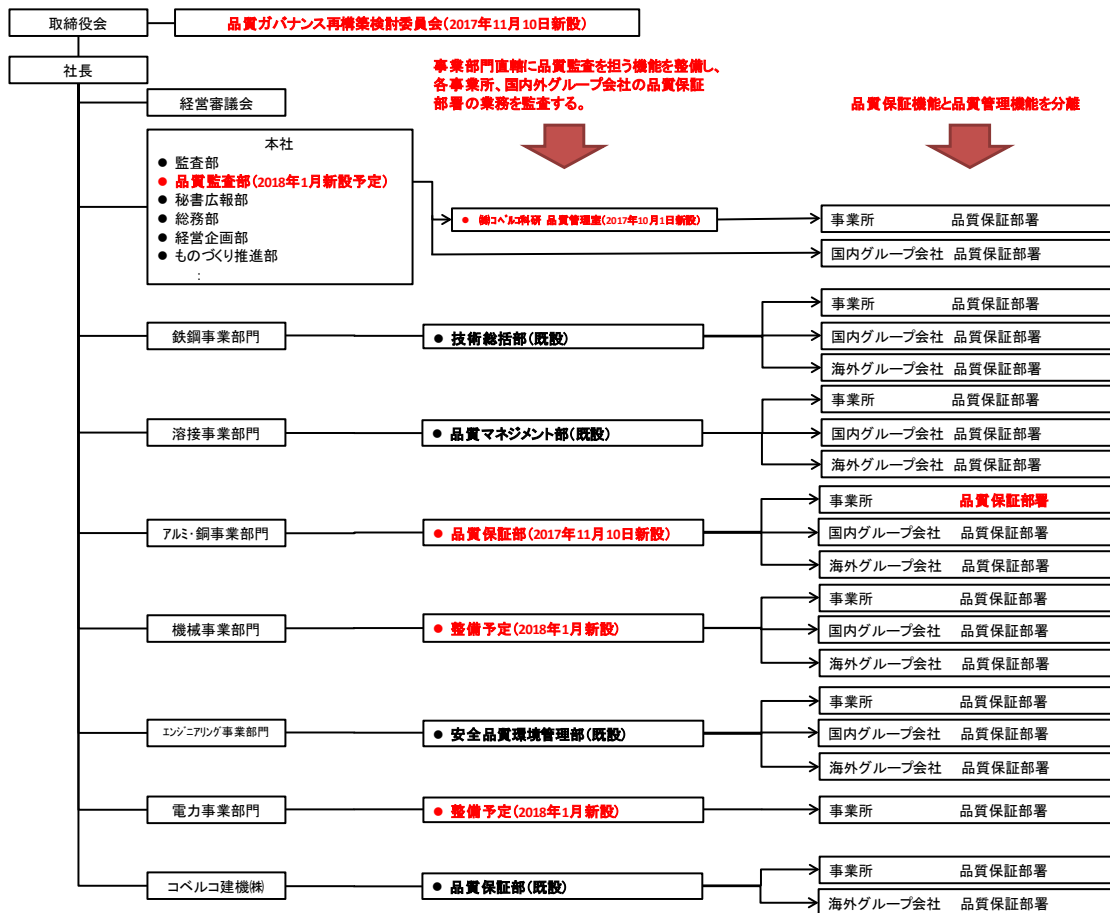 取締役会
品質ガバナンス再構築検討委員会(2017年11月10日新設)
社長
事業部門直轄に品質監査を担う機能を整備し、
各事業所、国内外グループ会社の品質保証
部署の業務を監査する。
品質保証機能と品質管理機能を分離
経営審議会
本社
● 監査部
● 品質監査部(2018年1月新設予定)
● 秘書広報部
● 総務部
● 経営企画部
● ものづくり推進部
:
● ㈱コベルコ科研 品質管理室(2017年10月1日新設)
事業所 品質保証部署
国内グループ会社 品質保証部署
鉄鋼事業部門
● 技術総括部(既設)
事業所 品質保証部署
国内グループ会社 品質保証部署
海外グループ会社 品質保証部署
溶接事業部門
● 品質マネジメント部(既設)
事業所 品質保証部署
国内グループ会社 品質保証部署
海外グループ会社 品質保証部署
アルミ・銅事業部門
● 品質保証部(2017年11月10日新設)
事業所 品質保証部署
国内グループ会社 品質保証部署
海外グループ会社 品質保証部署
機械事業部門
● 整備予定(2018年1月新設)
事業所 品質保証部署
国内グループ会社 品質保証部署
海外グループ会社 品質保証部署
エンジニアリング事業部門
● 安全品質環境管理部(既設)
事業所 品質保証部署
国内グループ会社 品質保証部署
海外グループ会社 品質保証部署
電力事業部門
● 整備予定(2018年1月新設)
事業所 品質保証部署
コベルコ建機㈱
● 品質保証部(既設)
事業所 品質保証部署
海外グループ会社 品質保証部署